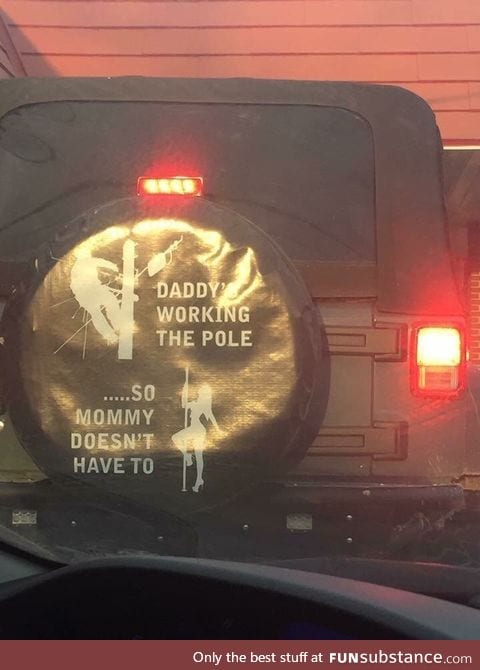 DADDY'S
WORKING
THE POLE
.....SO
MOMMY
DOESN'T
HAVE TO
Only the best stuff at FUNsubstance.com